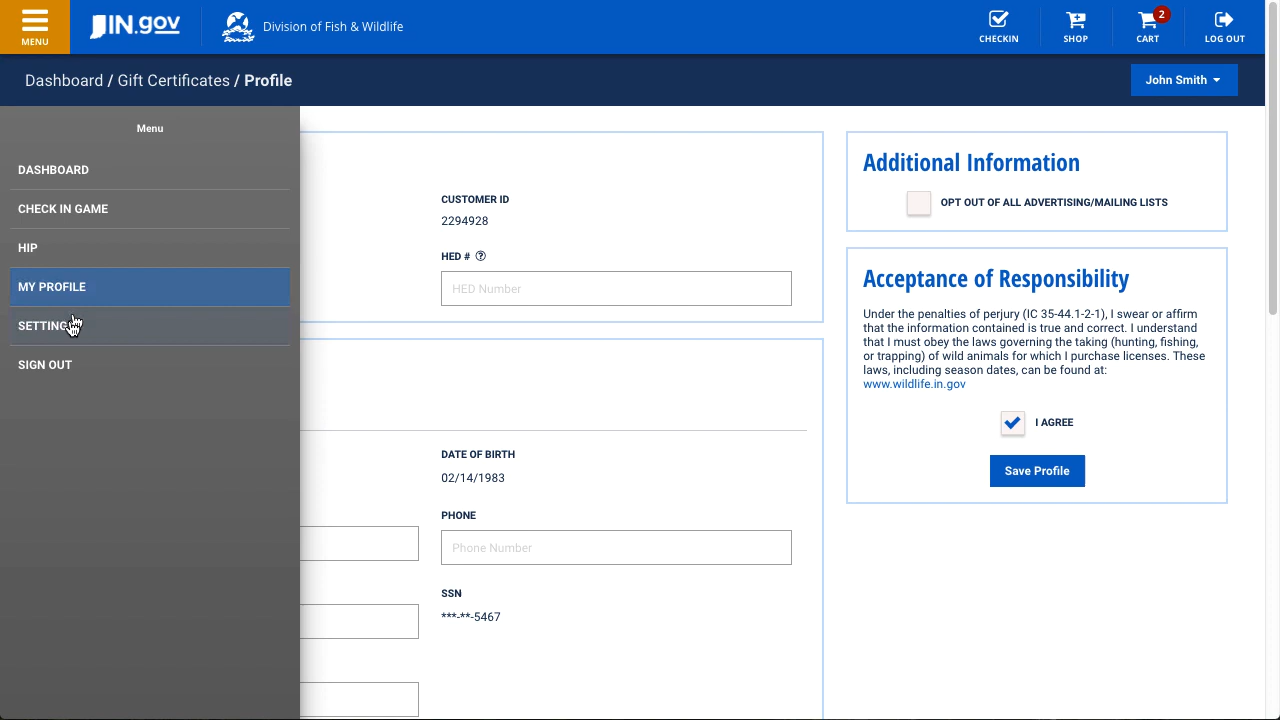 MENU
IN.gov
Division of Fish & Wildlife
CHECKIN
SHOP
2
CART
LOG OUT
Dashboard / Gift Certificates / Profile
John Smith
Menu
DASHBOARD
CHECK IN GAME
HIP
MY PROFILE
SETTING
SIGN OUT
CUSTOMER ID
2294928
HED # ?
HED Number
DATE OF BIRTH
02/14/1983
PHONE
Phone Number
SSN
***-**-5467
Additional Information
OPT OUT OF ALL ADVERTISING/MAILING LISTS
Acceptance of Responsibility
Under the penalties of perjury (IC 35-44.1-2-1), I swear or affirm
that the information contained is true and correct. I understand
that I must obey the laws governing the taking (hunting, fishing,
or trapping) of wild animals for which I purchase licenses. These
laws, including season dates, can be found at:
www.wildlife.in.gov
I AGREE
Save Profile